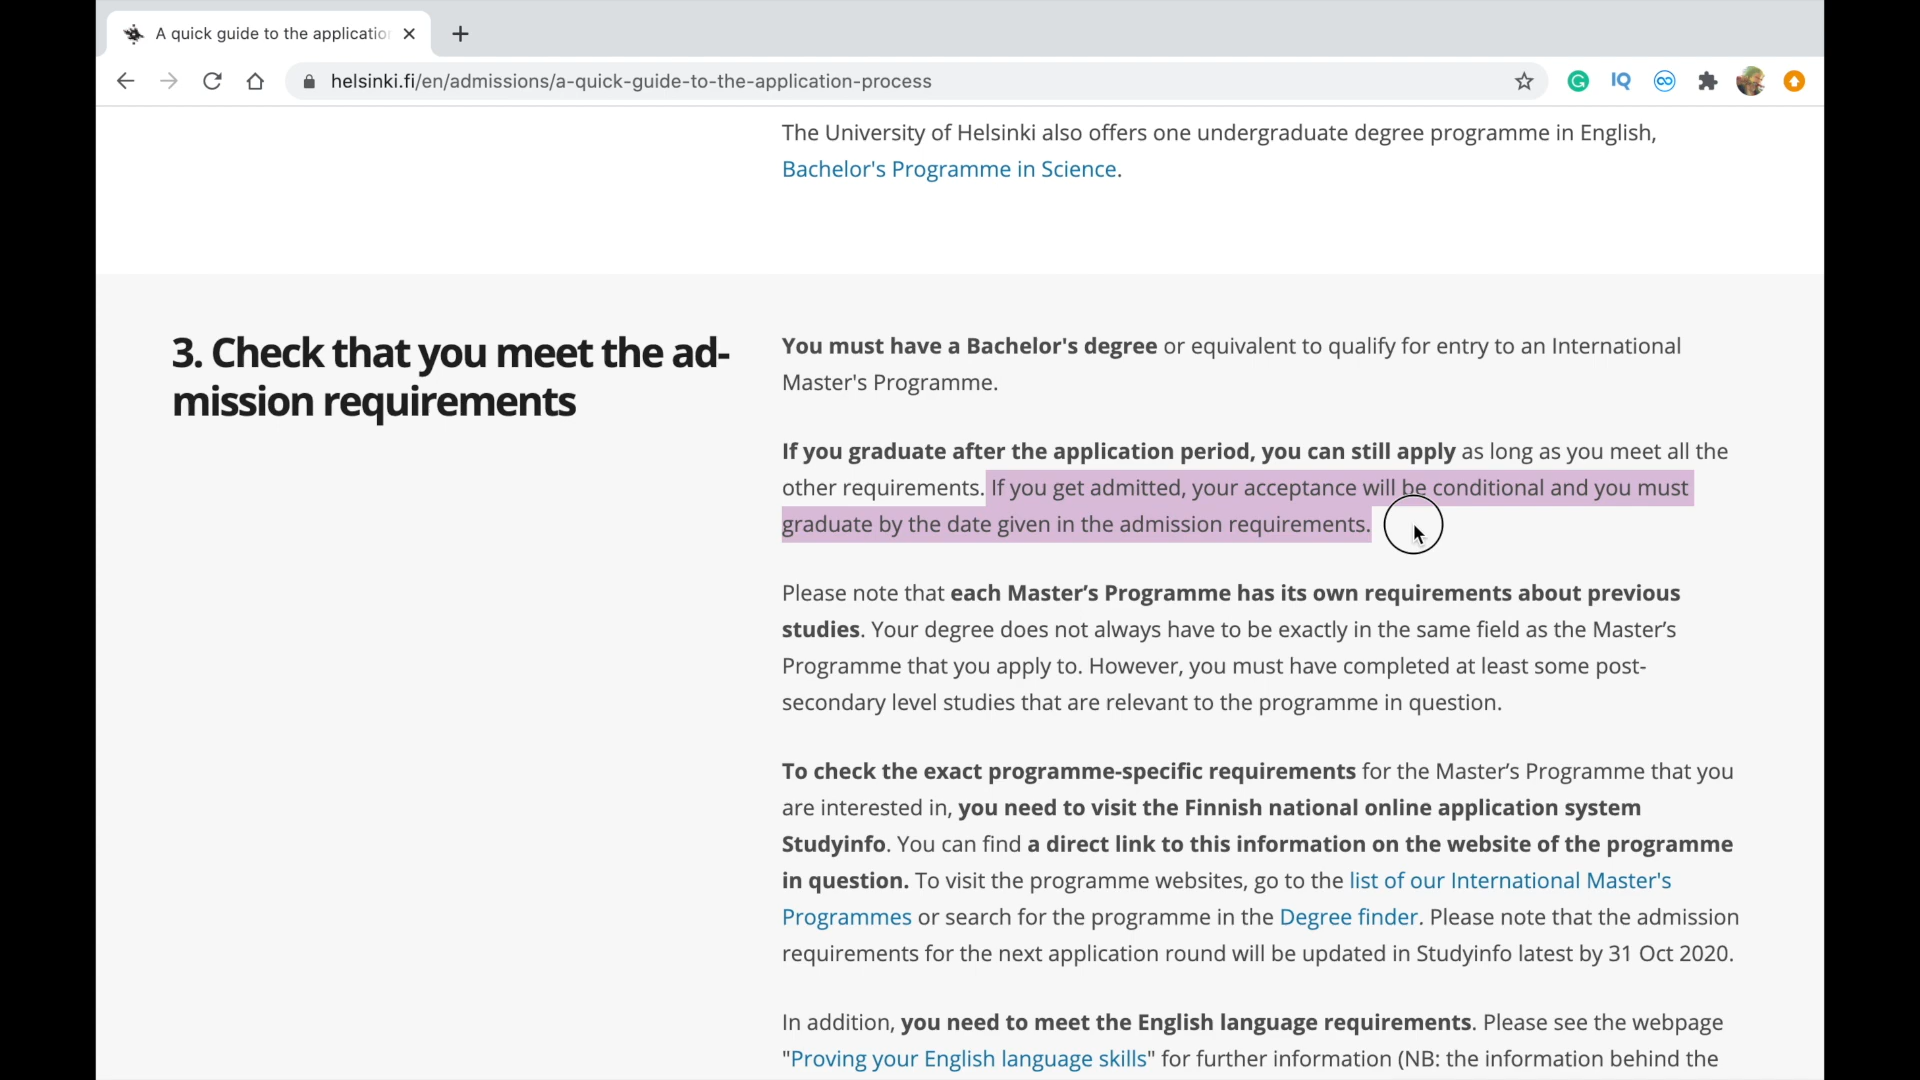 A quick guide to the applicatio
helsinki.fi/en/admissions/a-quick-guide-to-the-application-process
IQ
The University of Helsinki also offers one undergraduate degree programme in English,
Bachelor's Programme in Science.
3. Check that you meet the ad-
mission requirements
You must have a Bachelor's degree or equivalent to qualify for entry to an International
Master's Programme.
If you graduate after the application period, you can still apply as long as you meet all the
other requirements. If you get admitted, your acceptance will be conditional and you must
graduate by the date given in the admission requirements.
Please note that each Master’s Programme has its own requirements about previous
studies. Your degree does not always have to be exactly in the same field as the Master’s
Programme that you apply to. However, you must have completed at least some post-
secondary level studies that are relevant to the programme in question.
To check the exact programme-specific requirements for the Master’s Programme that you
are interested in, you need to visit the Finnish national online application system
Studyinfo. You can find a direct link to this information on the website of the programme
in question. To visit the programme websites, go to the list of our International Master's
Programmes or search for the programme in the Degree finder. Please note that the admission
requirements for the next application round will be updated in Studyinfo latest by 31 Oct 2020.
In addition, you need to meet the English language requirements. Please see the webpage
"Proving your English language skills" for further information (NB: the information behind the